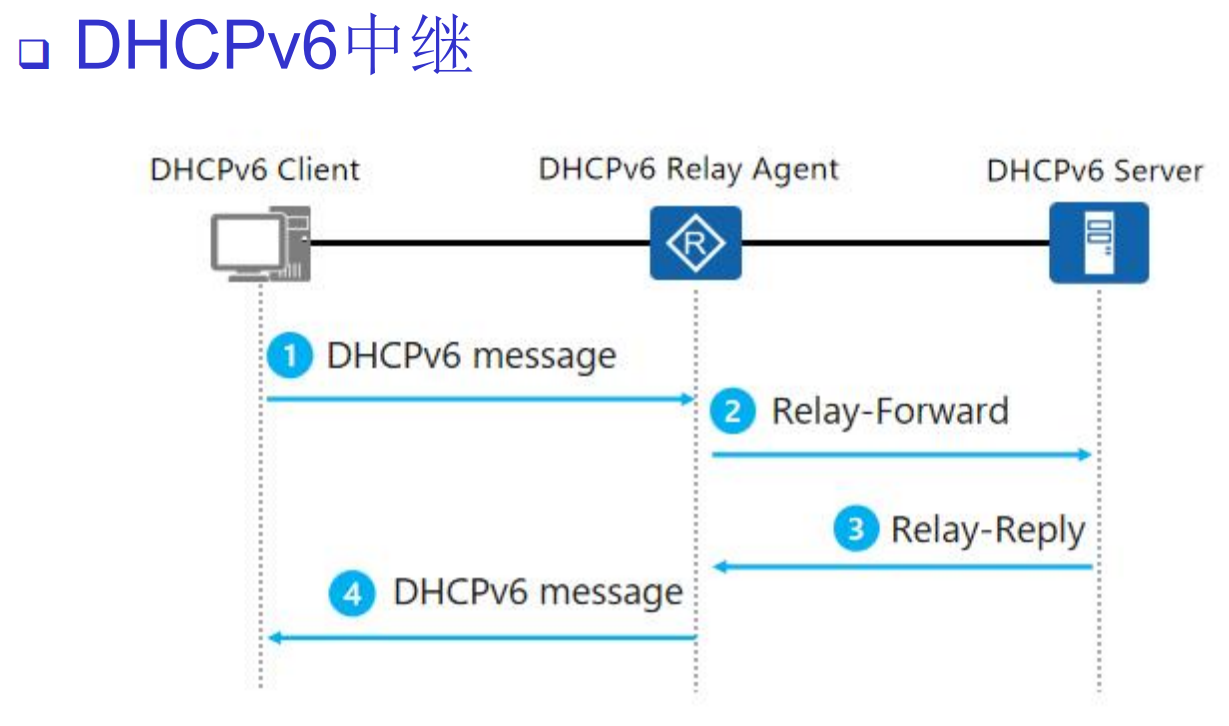 DHCPv6中继
DHCPv6 Client
DHCPv6 Relay Agent
DHCPv6 Server
R
1 DHCPv6 message
2 Relay-Forward
3 Relay-Reply
4 DHCPv6 message